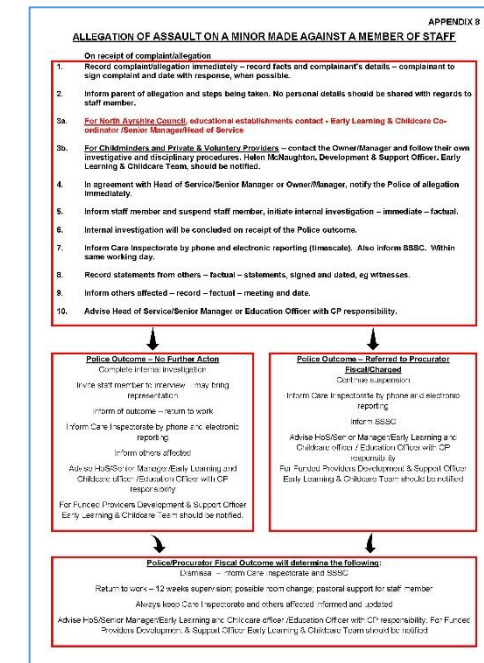 APPENDIX 8
ALLEGATION OF ASSAULT ON A MINOR MADE AGAINST A MEMBER OF STAFF
On receipt of complaint/allegation
1. Record complaint/allegation immediately – record facts and complainant's details – complainant to
sign complaint and date with response, when possible.
2. Inform parent of allegation and steps being taken. No personal details should be shared with regards to
staff member.
3a. For North Ayrshire Council, educational establishments contact - Early Learning & Childcare Co-
ordinator /Senior Manager/Head of Service
3b. For Childminders and Private & Voluntary Providers – contact the Owner/Manager and follow their own
investigative and disciplinary procedures. Helen McNaughton, Development & Support Officer, Early
Learning & Childcare Team, should be notified.
4. In agreement with Head of Service/Senior Manager or Owner/Manager, notify the Police of allegation
immediately.
5. Inform staff member and suspend staff member, initiate internal investigation – immediate – factual.
6. Internal investigation will be concluded on receipt of the Police outcome.
7. Inform Care Inspectorate by phone and electronic reporting (timescale). Also inform SSSC. Within
same working day.
8. Record statements from others – factual – statements, signed and dated, eg witnesses.
9. Inform others affected – record – factual – meeting and date.
10. Advise Head of Service/Senior Manager or Education Officer with CP responsibility.
Police Outcome – No Further Acton
Complete internal investigation
Invite staff member to interview – may bring
representation
Inform of outcome – return to work
Inform Care Inspectorate by phone and electronic
reporting
Inform others affected
Advise HoS/Senior Manager/Early Learning and
Childcare officer /Education Officer with CP
responsibility
For Funded Providers Development & Support Officer
Early Learning & Childcare Team should be notified.
Police Outcome – Referred to Procurator
Fiscal/Charged
Continue suspension
Inform Care Inspectorate by phone and electronic
reporting
Inform SSSC
Advise HoS/Senior Manager/Early Learning and
Childcare officer / Education Officer with CP
responsibility
For Funded Providers Development & Support Officer
Early Learning & Childcare Team should be notified
Police/Procurator Fiscal Outcome will determine the following:
Dismissal – Inform Care Inspectorate and SSSC
Return to work – 12 weeks supervision; possible room change; pastoral support for staff member
Always keep Care Inspectorate and others affected informed and updated
Advise HoS/Senior Manager/Early Learning and Childcare officer /Education Officer with CP responsibility. For Funded
Providers Development & Support Officer Early Learning & Childcare Team should be notified